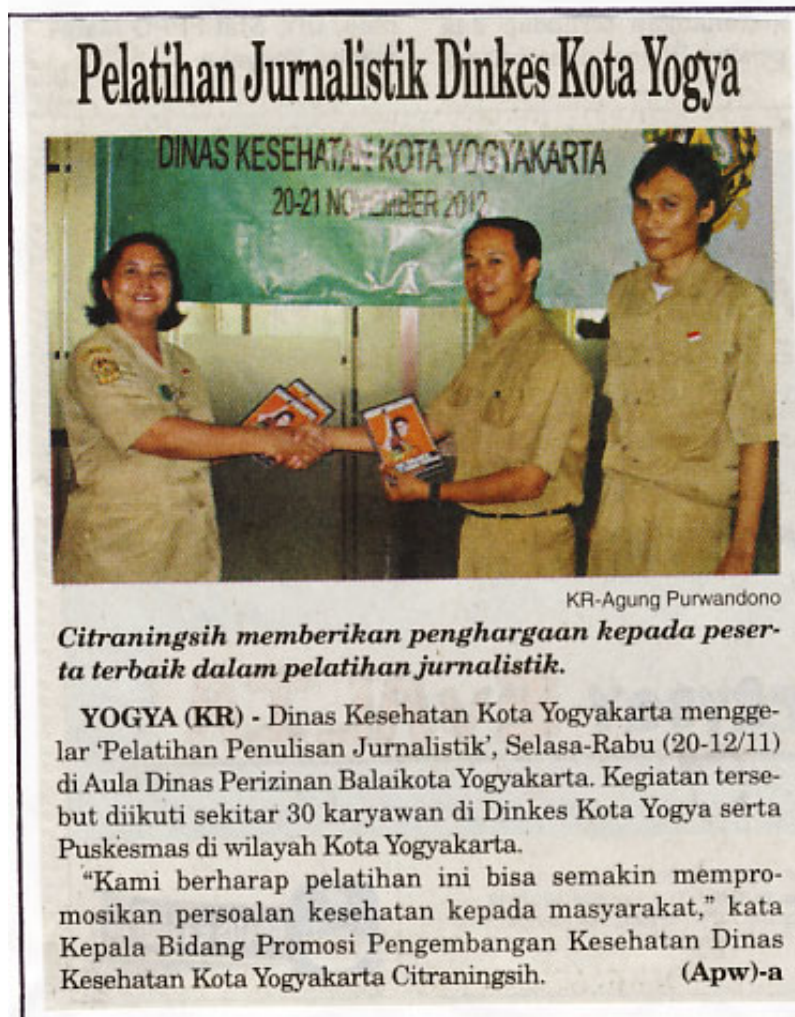 Pelatihan Jurnalistik Dinkes Kota Yogya
DINAS KESEHATAN KOTA YOGYAKARTA
20-21 NOVEMBER 2012
KR-Agung Purwandono
Citraningsih memberikan penghargaan kepada peser-
ta terbaik dalam pelatihan jurnalistik.
YOGYA (KR) - Dinas Kesehatan Kota Yogyakarta mengge-
lar ‘Pelatihan Penulisan Jurnalistik’, Selasa-Rabu (20-12/11)
di Aula Dinas Perizinan Balaikota Yogyakarta. Kegiatan terse-
but diikuti sekitar 30 karyawan di Dinkes Kota Yogya serta
Puskesmas di wilayah Kota Yogyakarta.
“Kami berharap pelatihan ini bisa semakin mempro-
mosikan persoalan kesehatan kepada masyarakat,” kata
Kepala Bidang Promosi Pengembangan Kesehatan Dinas
Kesehatan Kota Yogyakarta Citraningsih. (Apw)-a